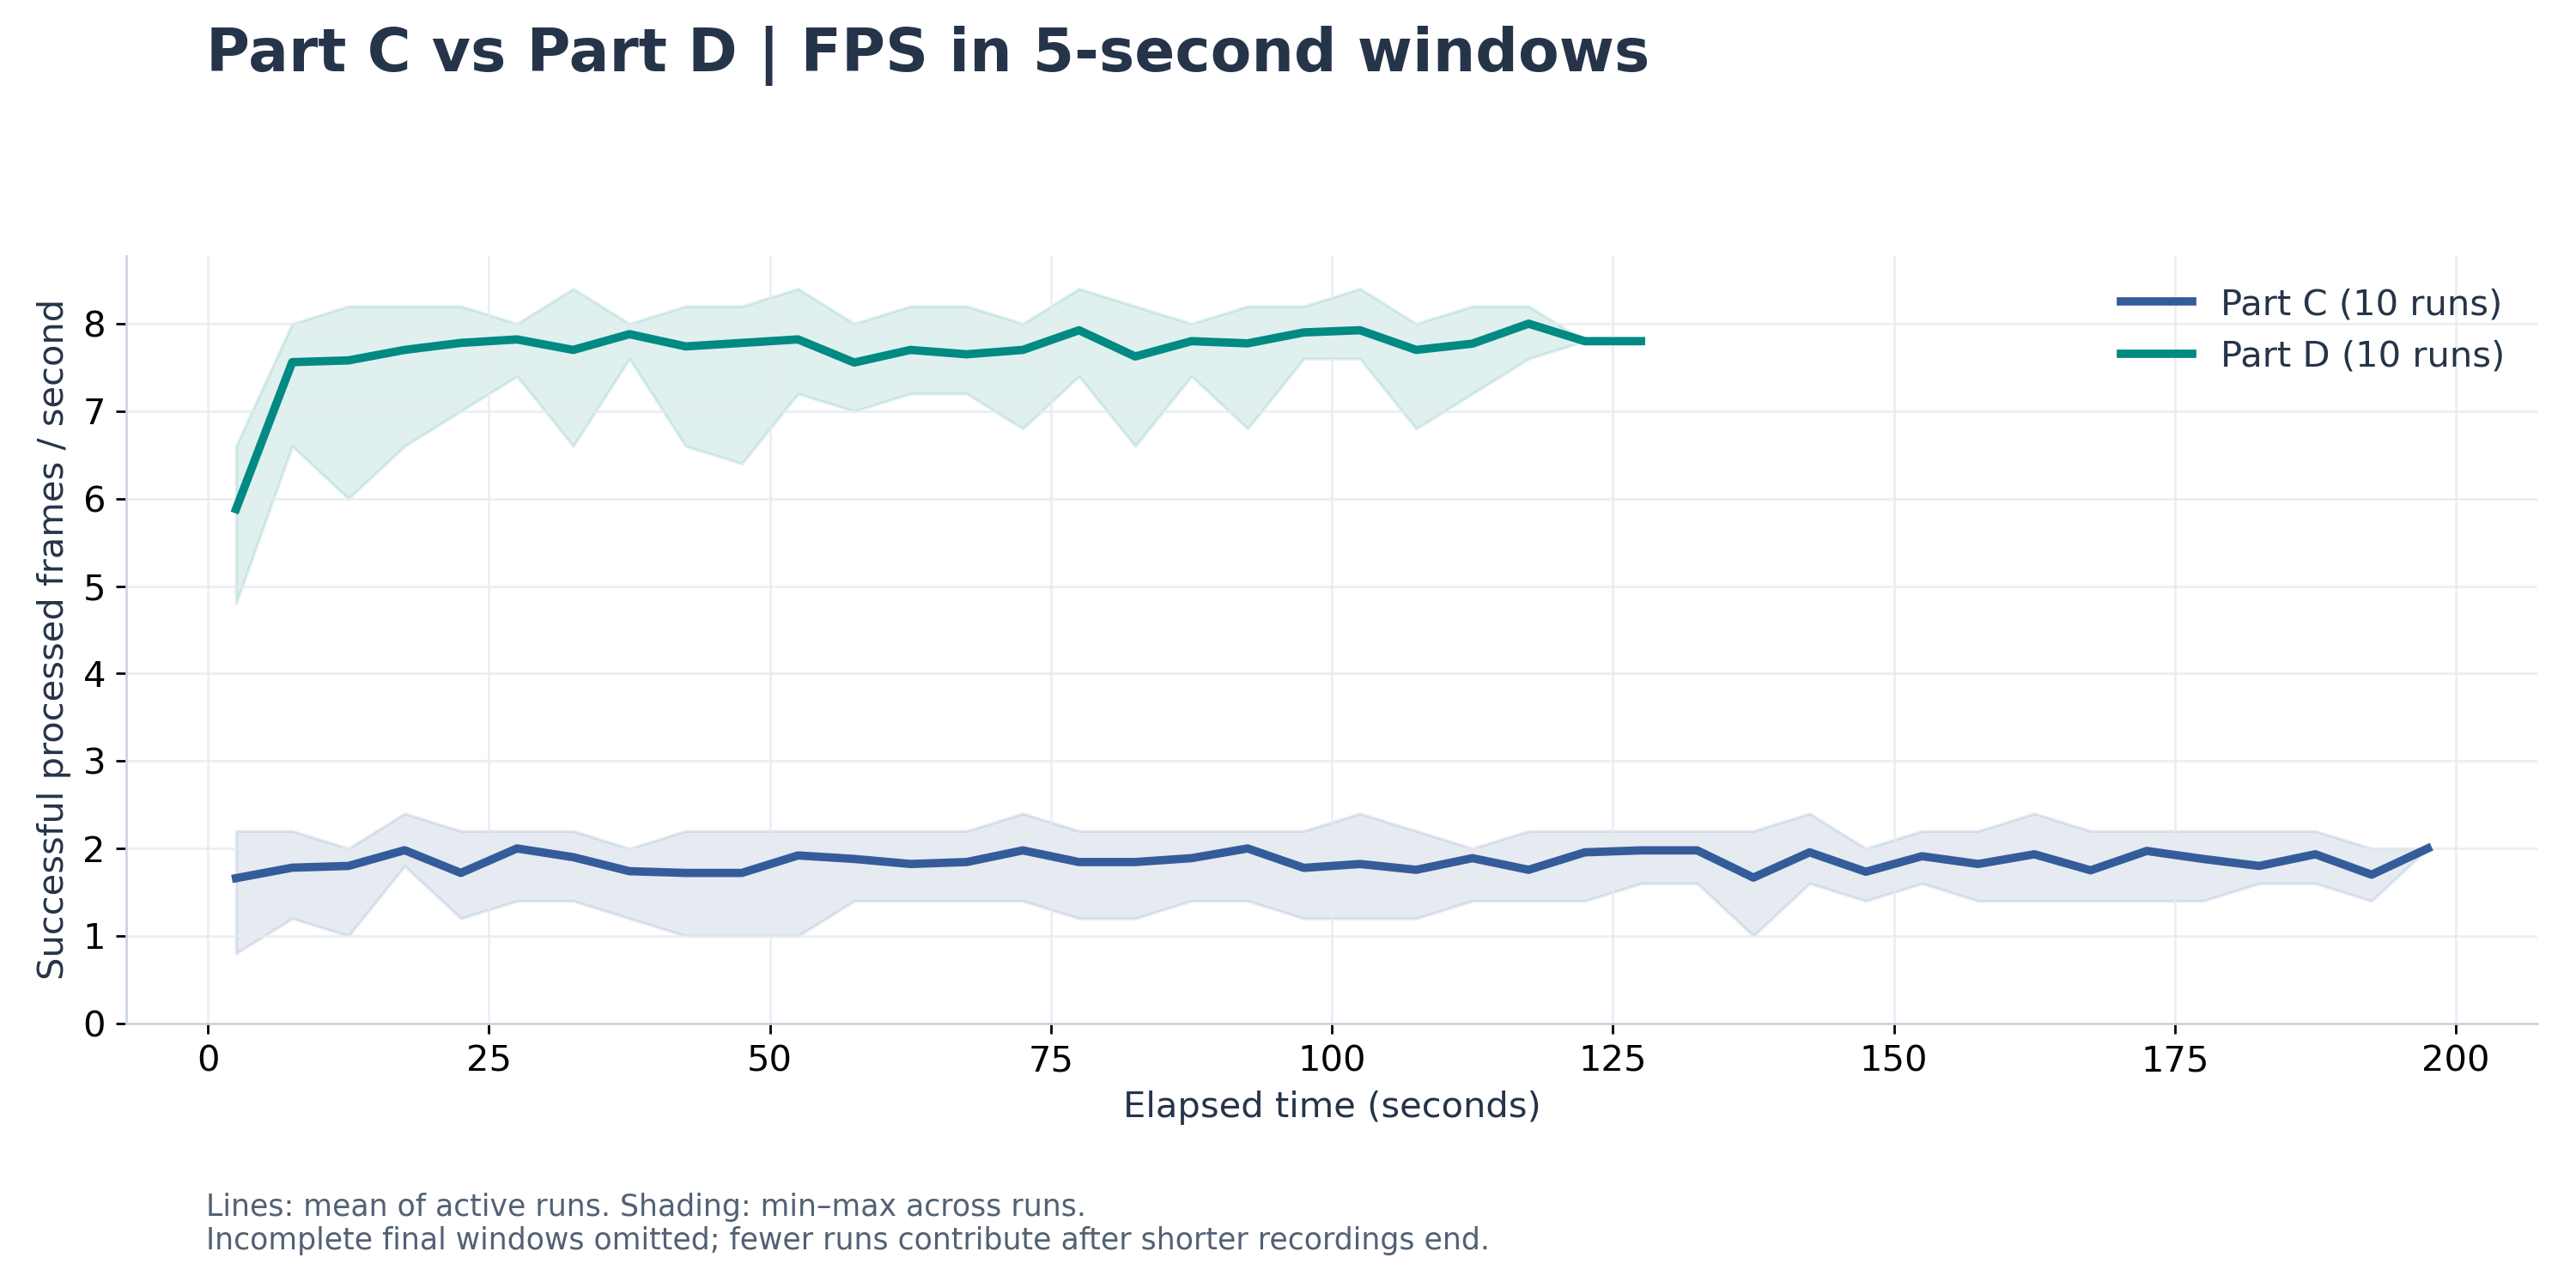 Part C vs Part D | FPS in 5-second windows
Successful processed frames / second
8
7
6
5
4
3
2
1
0
Part C (10 runs)
Part D (10 runs)
0 25 50 75 100 125 150 175 200
Elapsed time (seconds)
Lines: mean of active runs. Shading: min–max across runs.
Incomplete final windows omitted; fewer runs contribute after shorter recordings end.